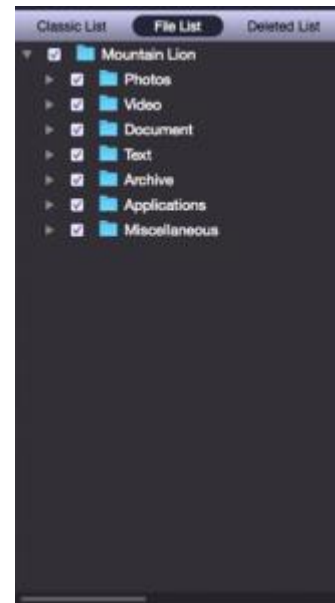 Classic List File List Deleted List
Mountain Lion
Photos
Video
Document
Text
Archive
Applications
Miscellaneous